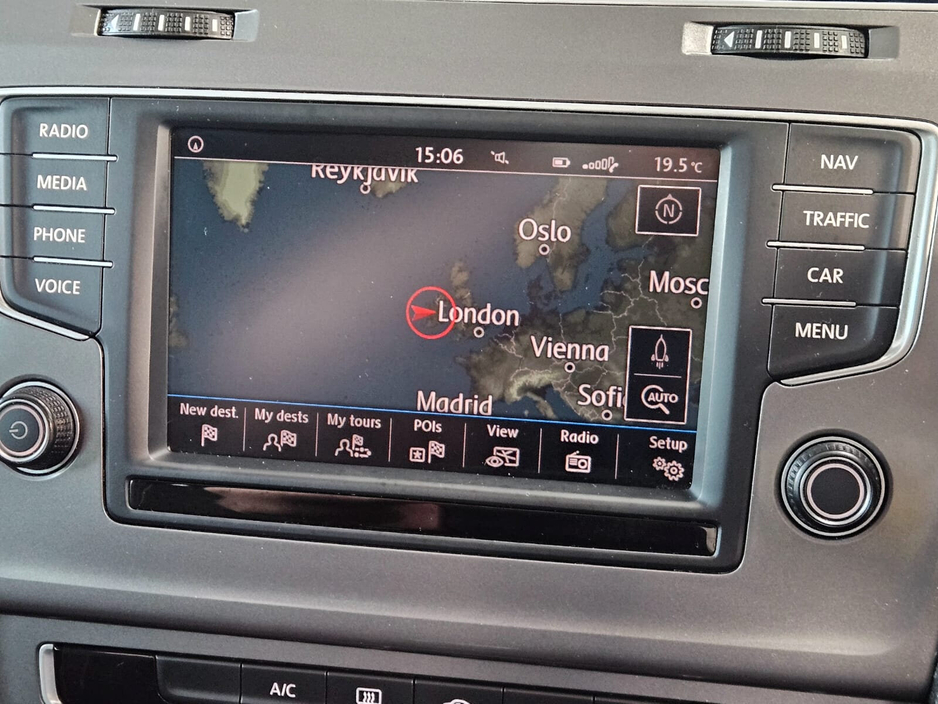 RADIO
MEDIA
PHONE
VOICE
15:06
19.5°C
Reykjavik
N
Oslo
Mosc
London
Vienna
AUTO
Madrid
Sofi
New dest.
My dests
My tours
POIs
View
Radio
Setup
NAV
TRAFFIC
CAR
MENU
A/C